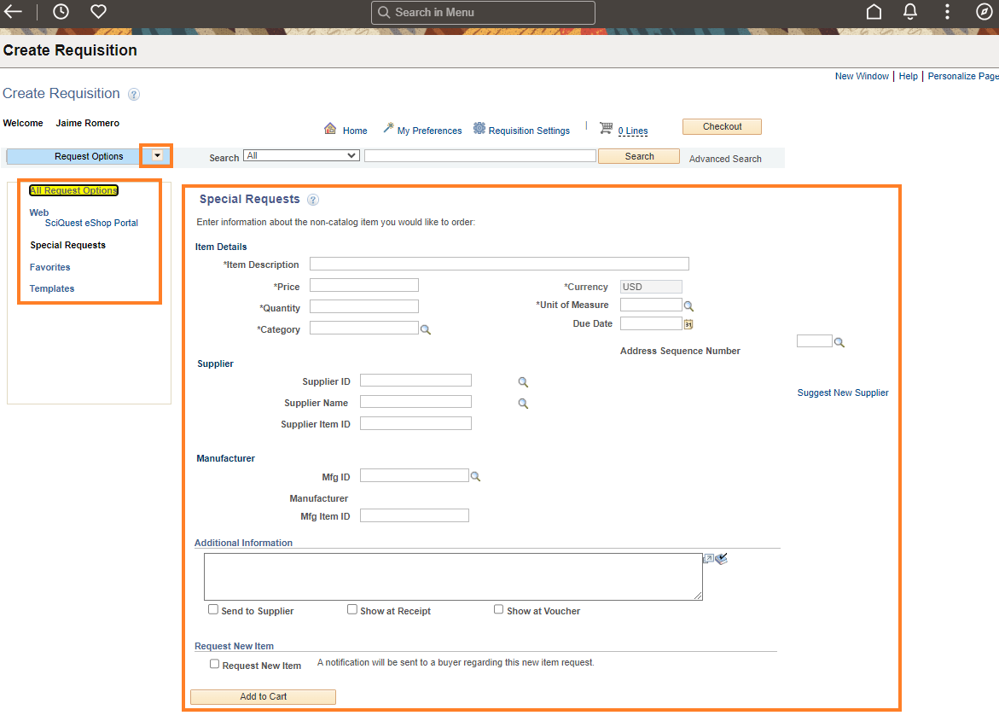 Search in Menu
Create Requisition
New Window | Help | Personalize Page
Create Requisition ?
Welcome Jaime Romero
Home My Preferences Requisition Settings | 0 Lines Checkout
Request Options Search All Search Advanced Search
All Request Options
Web
SciQuest eShop Portal
Special Requests
Favorites
Templates
Special Requests ?
Enter information about the non-catalog item you would like to order:
Item Details
*Item Description
*Price *Currency USD
*Quantity *Unit of Measure
*Category Due Date 31
Address Sequence Number
Supplier
Supplier ID
Suggest New Supplier
Supplier Name
Supplier Item ID
Manufacturer
Mfg ID
Manufacturer
Mfg Item ID
Additional Information
Send to Supplier Show at Receipt Show at Voucher
Request New Item
Request New Item A notification will be sent to a buyer regarding this new item request.
Add to Cart